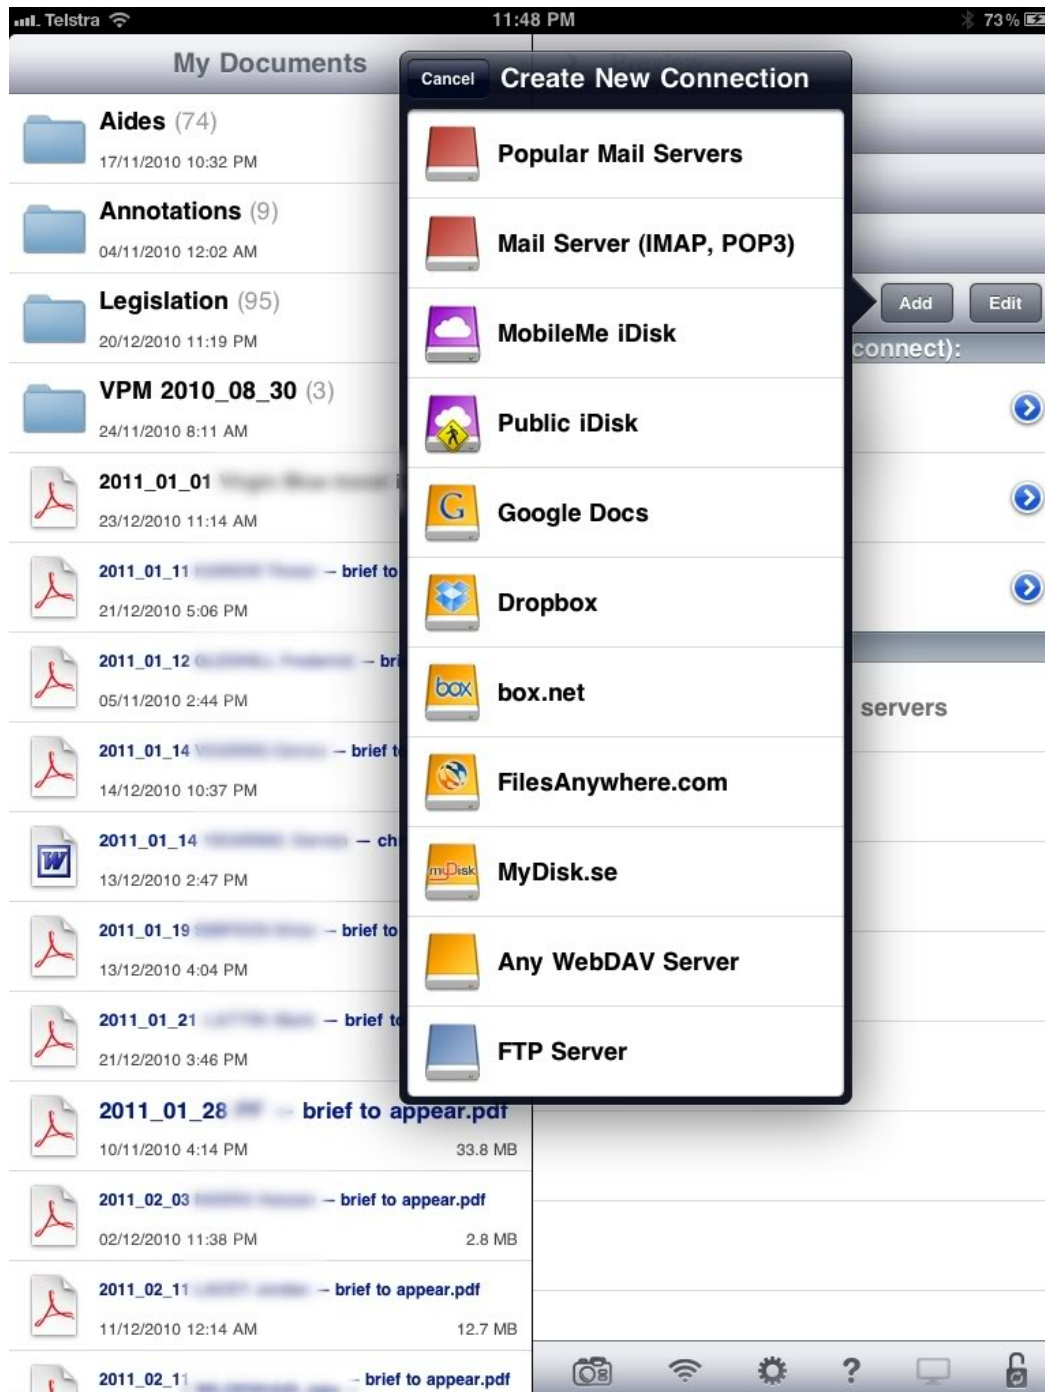 Telstra
11:48 PM
73%
My Documents
Aides (74)
17/11/2010 10:32 PM
Annotations (9)
04/11/2010 12:02 AM
Legislation (95)
20/12/2010 11:19 PM
VPM 2010_08_30 (3)
24/11/2010 8:11 AM
2011_01_01
23/12/2010 11:14 AM
2011_01_11 – brief to
21/12/2010 5:06 PM
2011_01_12 – bri
05/11/2010 2:44 PM
2011_01_14 – brief t
14/12/2010 10:37 PM
2011_01_14 – ch
13/12/2010 2:47 PM
2011_01_19 – brief to
13/12/2010 4:04 PM
2011_01_21 – brief to
21/12/2010 3:46 PM
2011_01_28 – brief to appear.pdf
10/11/2010 4:14 PM 33.8 MB
2011_02_03 – brief to appear.pdf
02/12/2010 11:38 PM 2.8 MB
2011_02_11 – brief to appear.pdf
11/12/2010 12:14 AM 12.7 MB
2011_02_11 – brief to appear.pdf
Cancel Create New Connection
Popular Mail Servers
Mail Server (IMAP, POP3)
MobileMe iDisk
Public iDisk
G Google Docs
Dropbox
box box.net
FilesAnywhere.com
myDisk MyDisk.se
Any WebDAV Server
FTP Server
Add Edit
connect):
servers
?